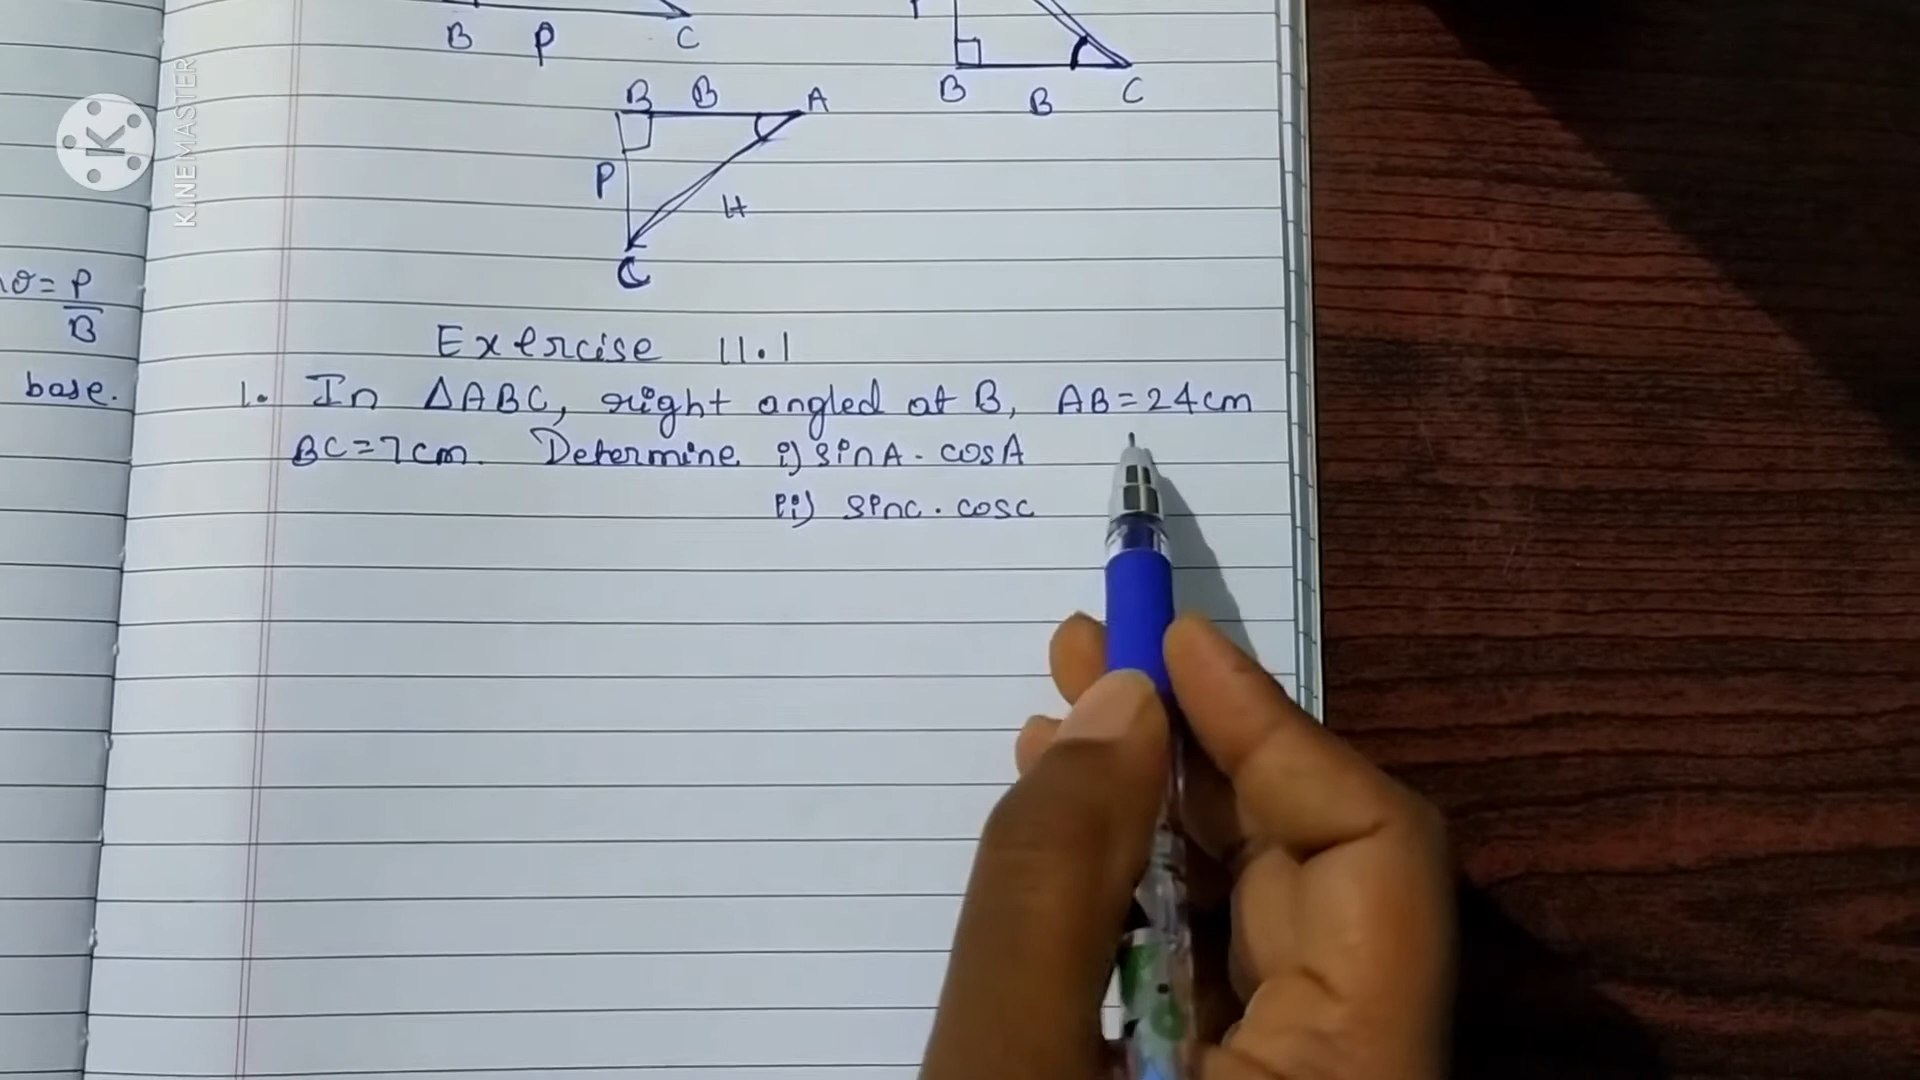 B P C
B B C
B B A
P
H
C
θ = P
B
base.
Exercise 11.1
1. In ΔABC, right angled at B, AB = 24cm
BC = 7cm. Determine i) sinA . cosA
ii) sinc . cosc
KINEMASTER